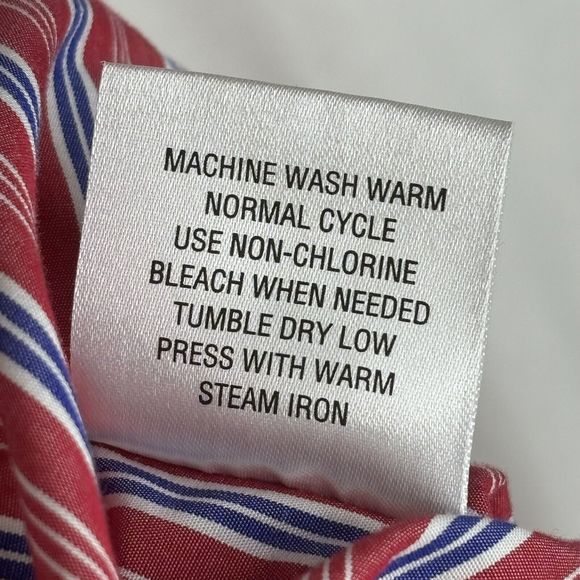 MACHINE WASH WARM
NORMAL CYCLE
USE NON-CHLORINE
BLEACH WHEN NEEDED
TUMBLE DRY LOW
PRESS WITH WARM
STEAM IRON